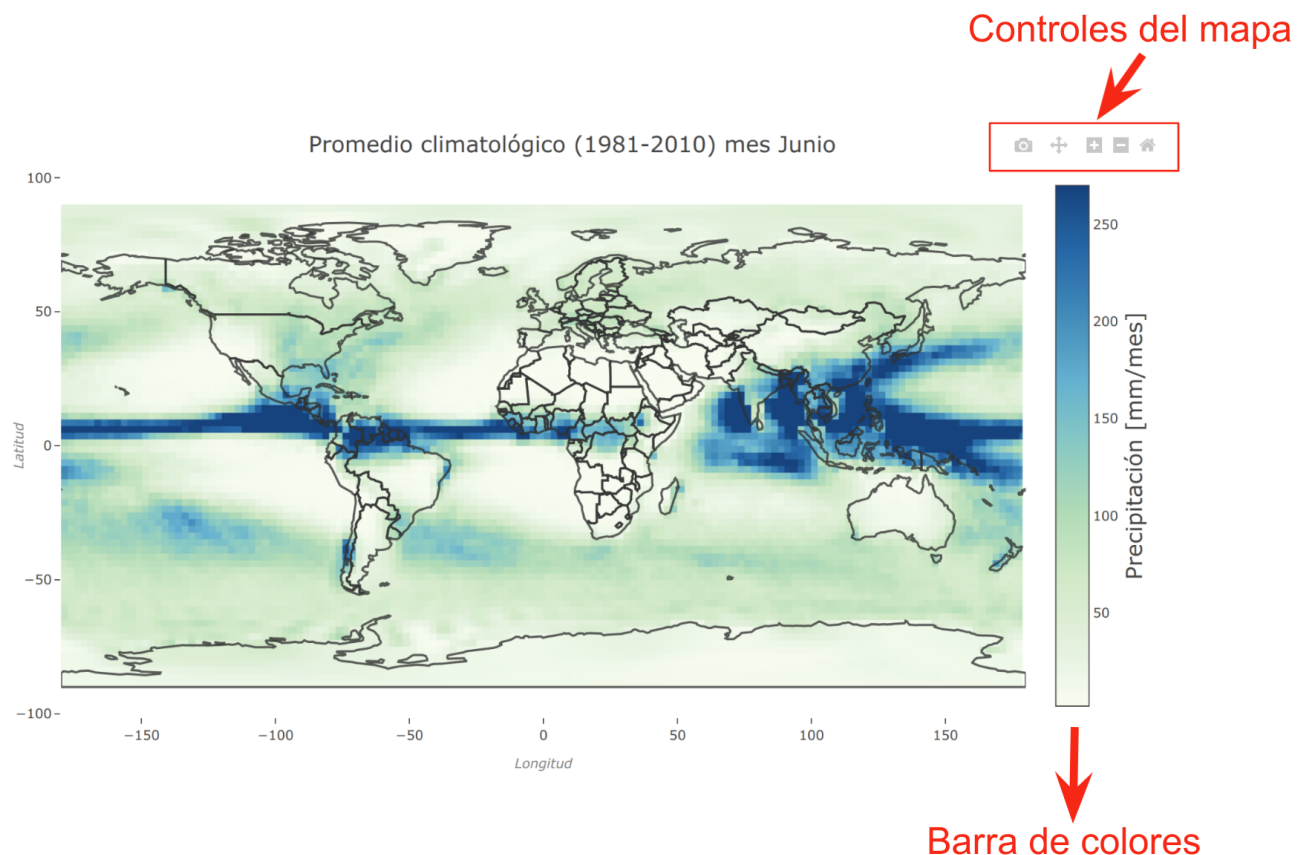 Controles del mapa
Promedio climatológico (1981-2010) mes Junio
100
50
0
−50
−100
Latitud
−150
−100
−50
0
50
100
150
Longitud
250
200
150
100
50
Precipitación [mm/mes]
Barra de colores